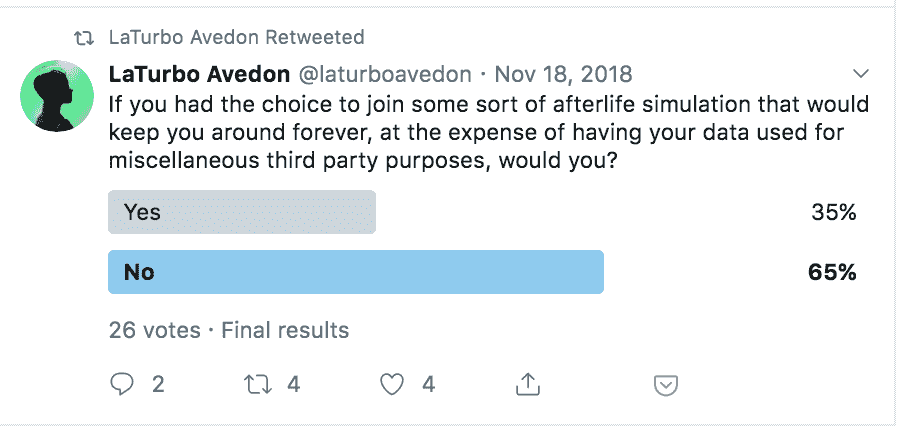 LaTurbo Avedon Retweeted
LaTurbo Avedon @laturboavedon · Nov 18, 2018
If you had the choice to join some sort of afterlife simulation that would
keep you around forever, at the expense of having your data used for
miscellaneous third party purposes, would you?
Yes 35%
No 65%
26 votes · Final results
2 4 4